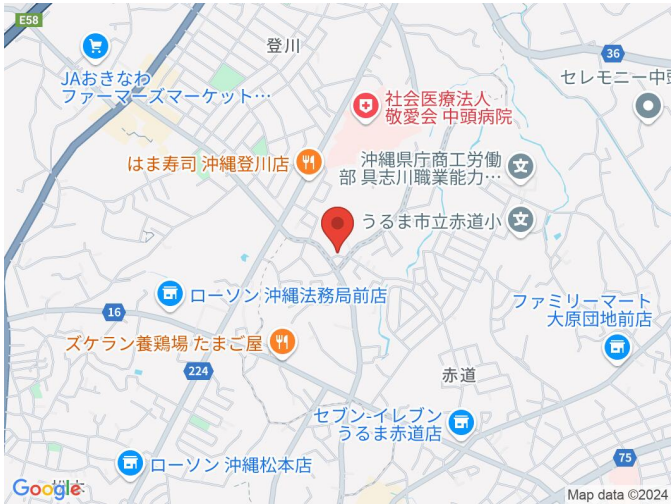 E58
登川
36
JAおきなわ
ファーマーズマーケット…
社会医療法人
敬愛会 中頭病院
セレモニー中
はま寿司 沖縄登川店
沖縄県庁商工労働
部 具志川職業能力…
うるま市立赤道小
ローソン 沖縄法務局前店
ファミリーマート
大原団地前店
16
ズケラン養鶏場 たまご屋
224
赤道
セブン-イレブン
うるま赤道店
75
ローソン 沖縄松本店
Google
Map data ©2024